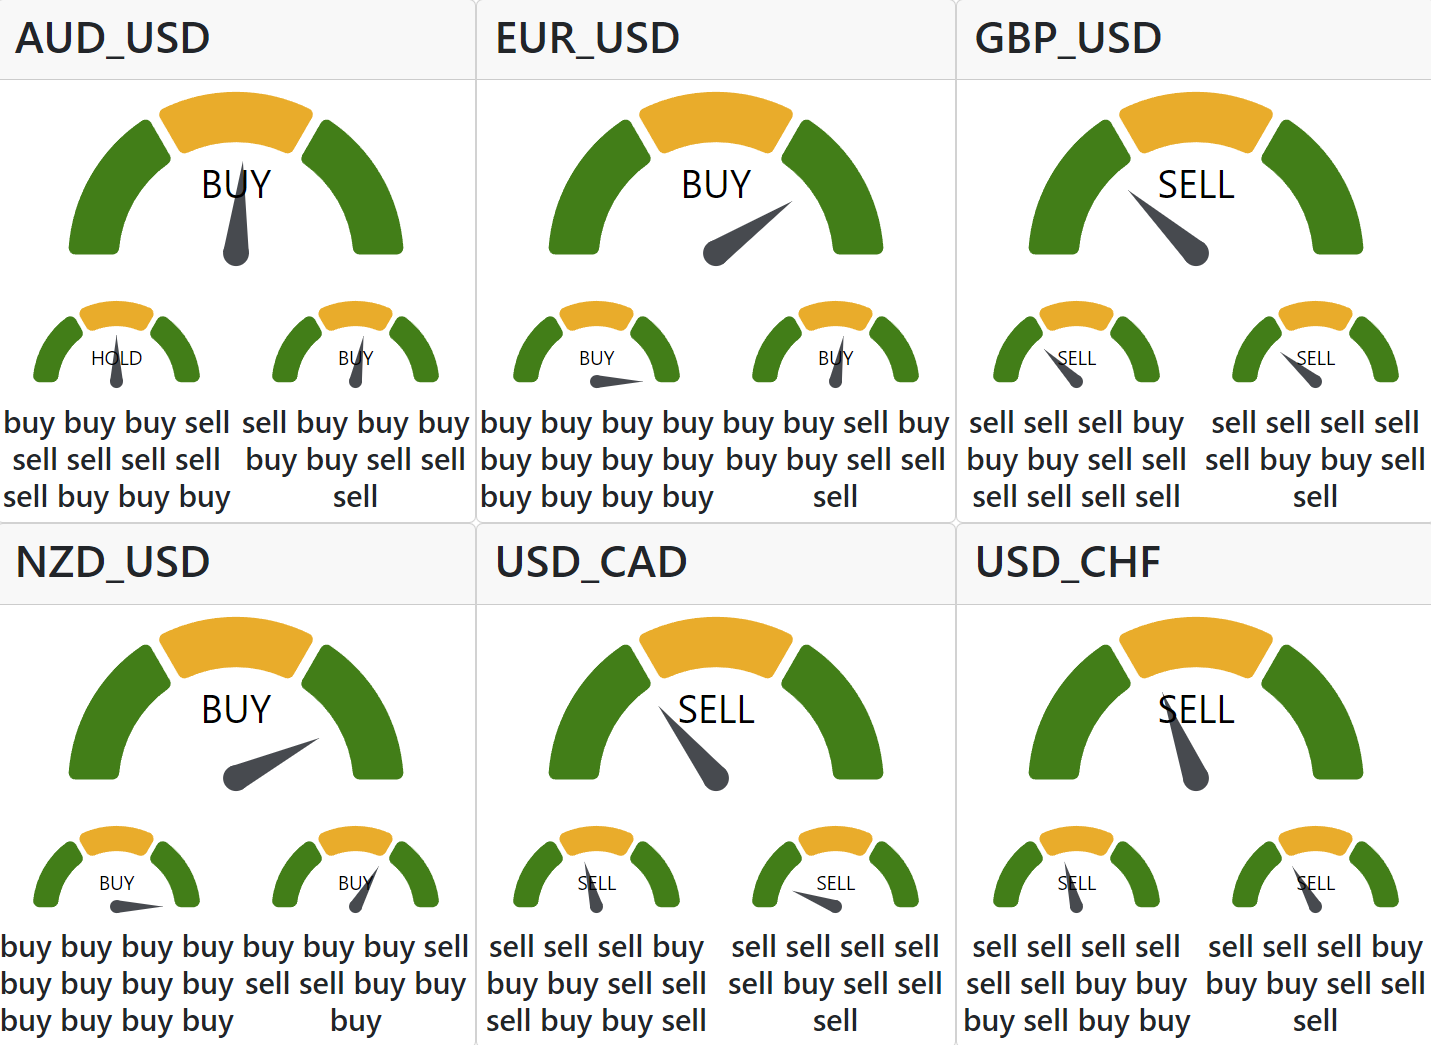 AUD_USD
BUY
HOLD
BUY
buy buy buy sell
sell sell sell sell
sell buy buy buy
sell buy buy buy
buy buy sell sell
sell
EUR_USD
BUY
BUY
BUY
buy buy buy buy
buy buy buy buy
buy buy buy buy
buy buy sell buy
buy buy sell sell
sell
GBP_USD
SELL
SELL
SELL
sell sell sell buy
buy buy sell sell
sell sell sell sell
sell sell sell sell
sell buy buy sell
sell
NZD_USD
BUY
BUY
BUY
buy buy buy buy
buy buy buy buy
buy buy buy buy
buy buy buy sell
sell sell buy buy
buy
USD_CAD
SELL
SELL
SELL
sell sell sell buy
buy buy sell sell
sell buy buy sell
sell sell sell sell
sell buy sell sell
sell
USD_CHF
SELL
SELL
SELL
sell sell sell sell
sell sell buy buy
buy sell buy buy
sell sell sell buy
buy buy sell sell
sell